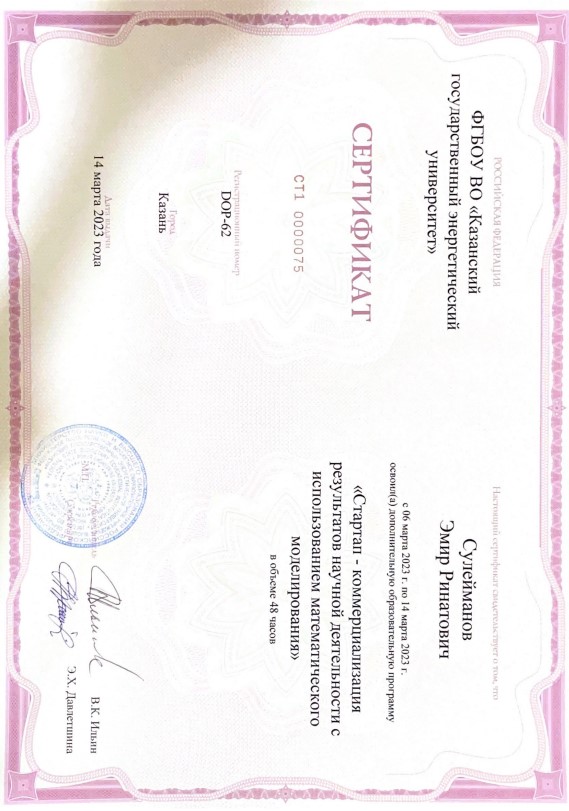 РОССИЙСКАЯ ФЕДЕРАЦИЯ
ФГБОУ ВО «Казанский
государственный энергетический
университет»
СЕРТИФИКАТ
СТ1 0000075
Регистрационный номер
DOP-62
Город
Казань
Дата выдачи
14 марта 2023 года
Настоящий сертификат свидетельствует о том, что
Сулейманов
Эмир Ринатович
с 06 марта 2023 г. по 14 марта 2023 г.
освоил(а) дополнительную образовательную программу
«Стартап - коммерциализация
результатов научной деятельности с
использованием математического
моделирования»
в объеме 48 часов
М.П.
Руководитель
В.К. Ильин
Секретарь
Э.Х. Давлетшина